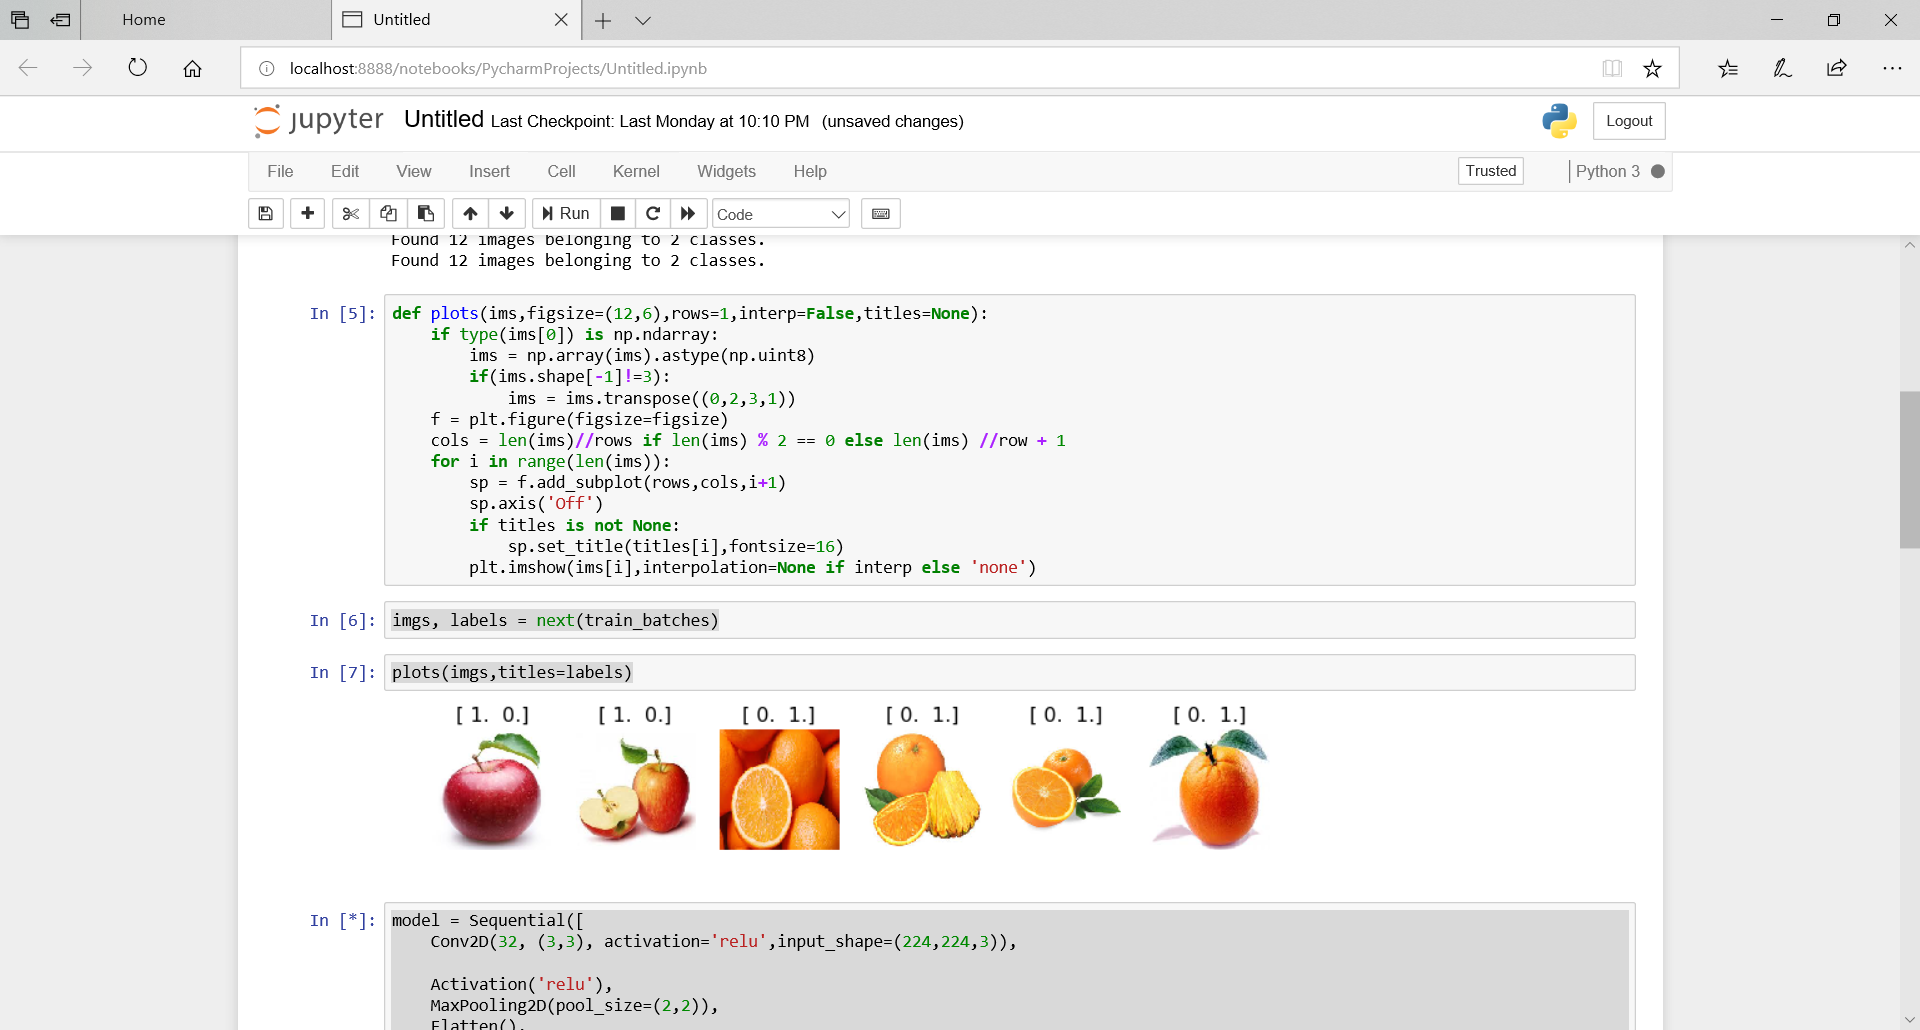 Home
Untitled
localhost:8888/notebooks/PycharmProjects/Untitled.ipynb
jupyter Untitled Last Checkpoint: Last Monday at 10:10 PM (unsaved changes)
Logout
File Edit View Insert Cell Kernel Widgets Help
Trusted
Python 3
Run
Code
Found 12 images belonging to 2 classes.
Found 12 images belonging to 2 classes.
In [5]:
def plots(ims,figsize=(12,6),rows=1,interp=False,titles=None):
    if type(ims[0]) is np.ndarray:
        ims = np.array(ims).astype(np.uint8)
        if(ims.shape[-1]!=3):
            ims = ims.transpose((0,2,3,1))
    f = plt.figure(figsize=figsize)
    cols = len(ims)//rows if len(ims) % 2 == 0 else len(ims) //row + 1
    for i in range(len(ims)):
        sp = f.add_subplot(rows,cols,i+1)
        sp.axis('Off')
        if titles is not None:
            sp.set_title(titles[i],fontsize=16)
        plt.imshow(ims[i],interpolation=None if interp else 'none')
In [6]:
imgs, labels = next(train_batches)
In [7]:
plots(imgs,titles=labels)
[ 1. 0.] [ 1. 0.] [ 0. 1.] [ 0. 1.] [ 0. 1.] [ 0. 1.]
In [*]:
model = Sequential([
    Conv2D(32, (3,3), activation='relu',input_shape=(224,224,3)),
    Activation('relu'),
    MaxPooling2D(pool_size=(2,2)),
    Flatten(),